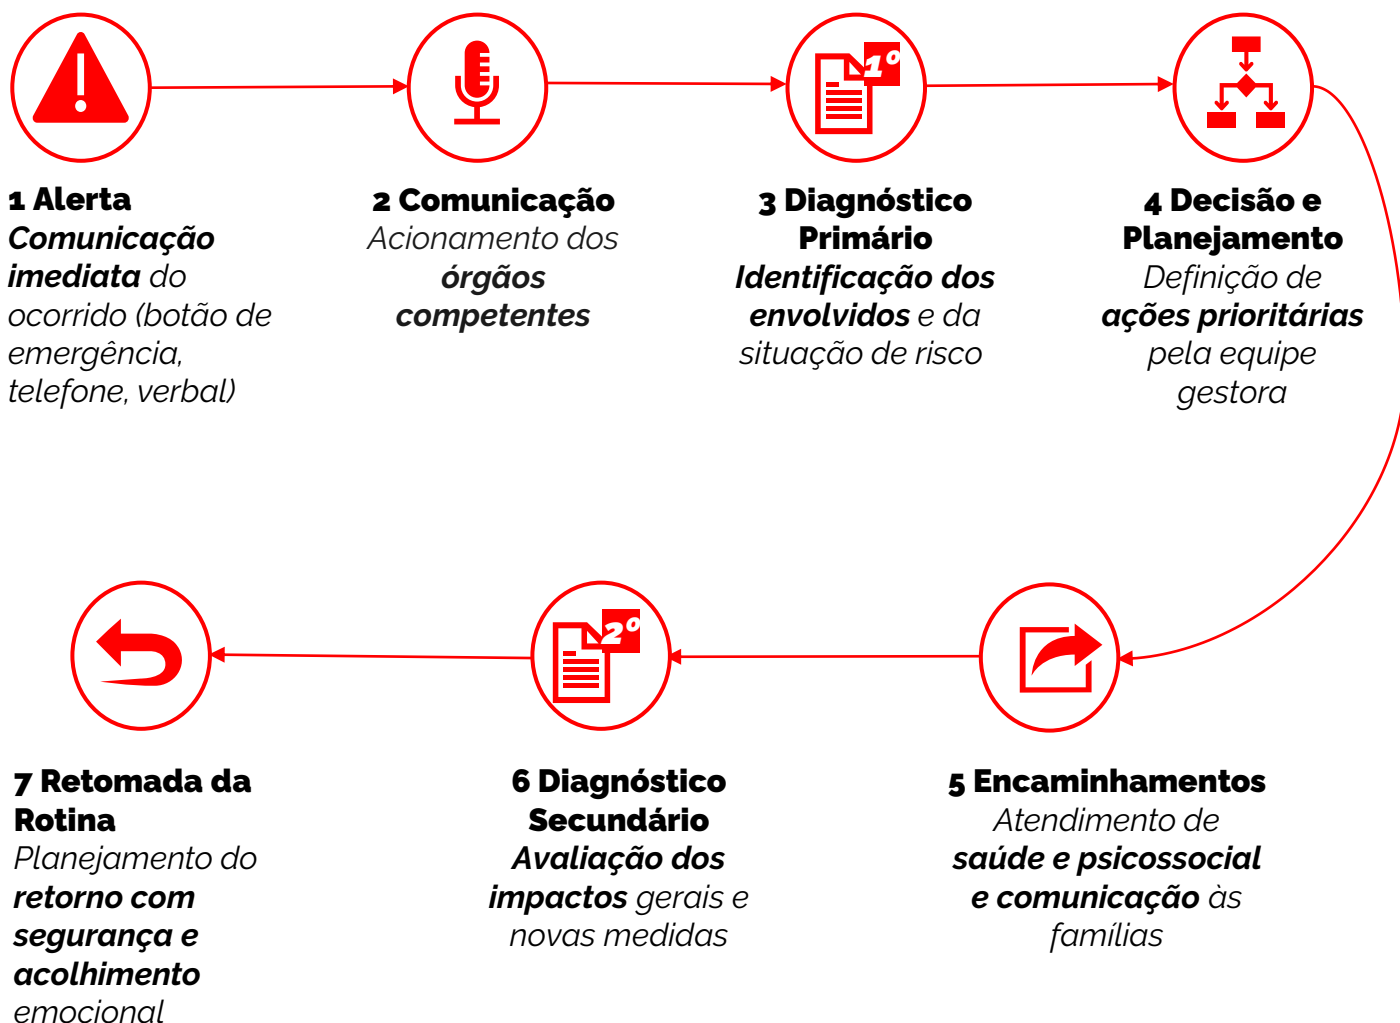 1º
1 Alerta
Comunicação
imediata do
ocorrido (botão de
emergência,
telefone, verbal)
2 Comunicação
Acionamento dos
órgãos
competentes
3 Diagnóstico
Primário
Identificação dos
envolvidos e da
situação de risco
4 Decisão e
Planejamento
Definição de
ações prioritárias
pela equipe
gestora
2º
5 Encaminhamentos
Atendimento de
saúde e psicossocial
e comunicação às
famílias
6 Diagnóstico
Secundário
Avaliação dos
impactos gerais e
novas medidas
7 Retomada da
Rotina
Planejamento do
retorno com
segurança e
acolhimento
emocional